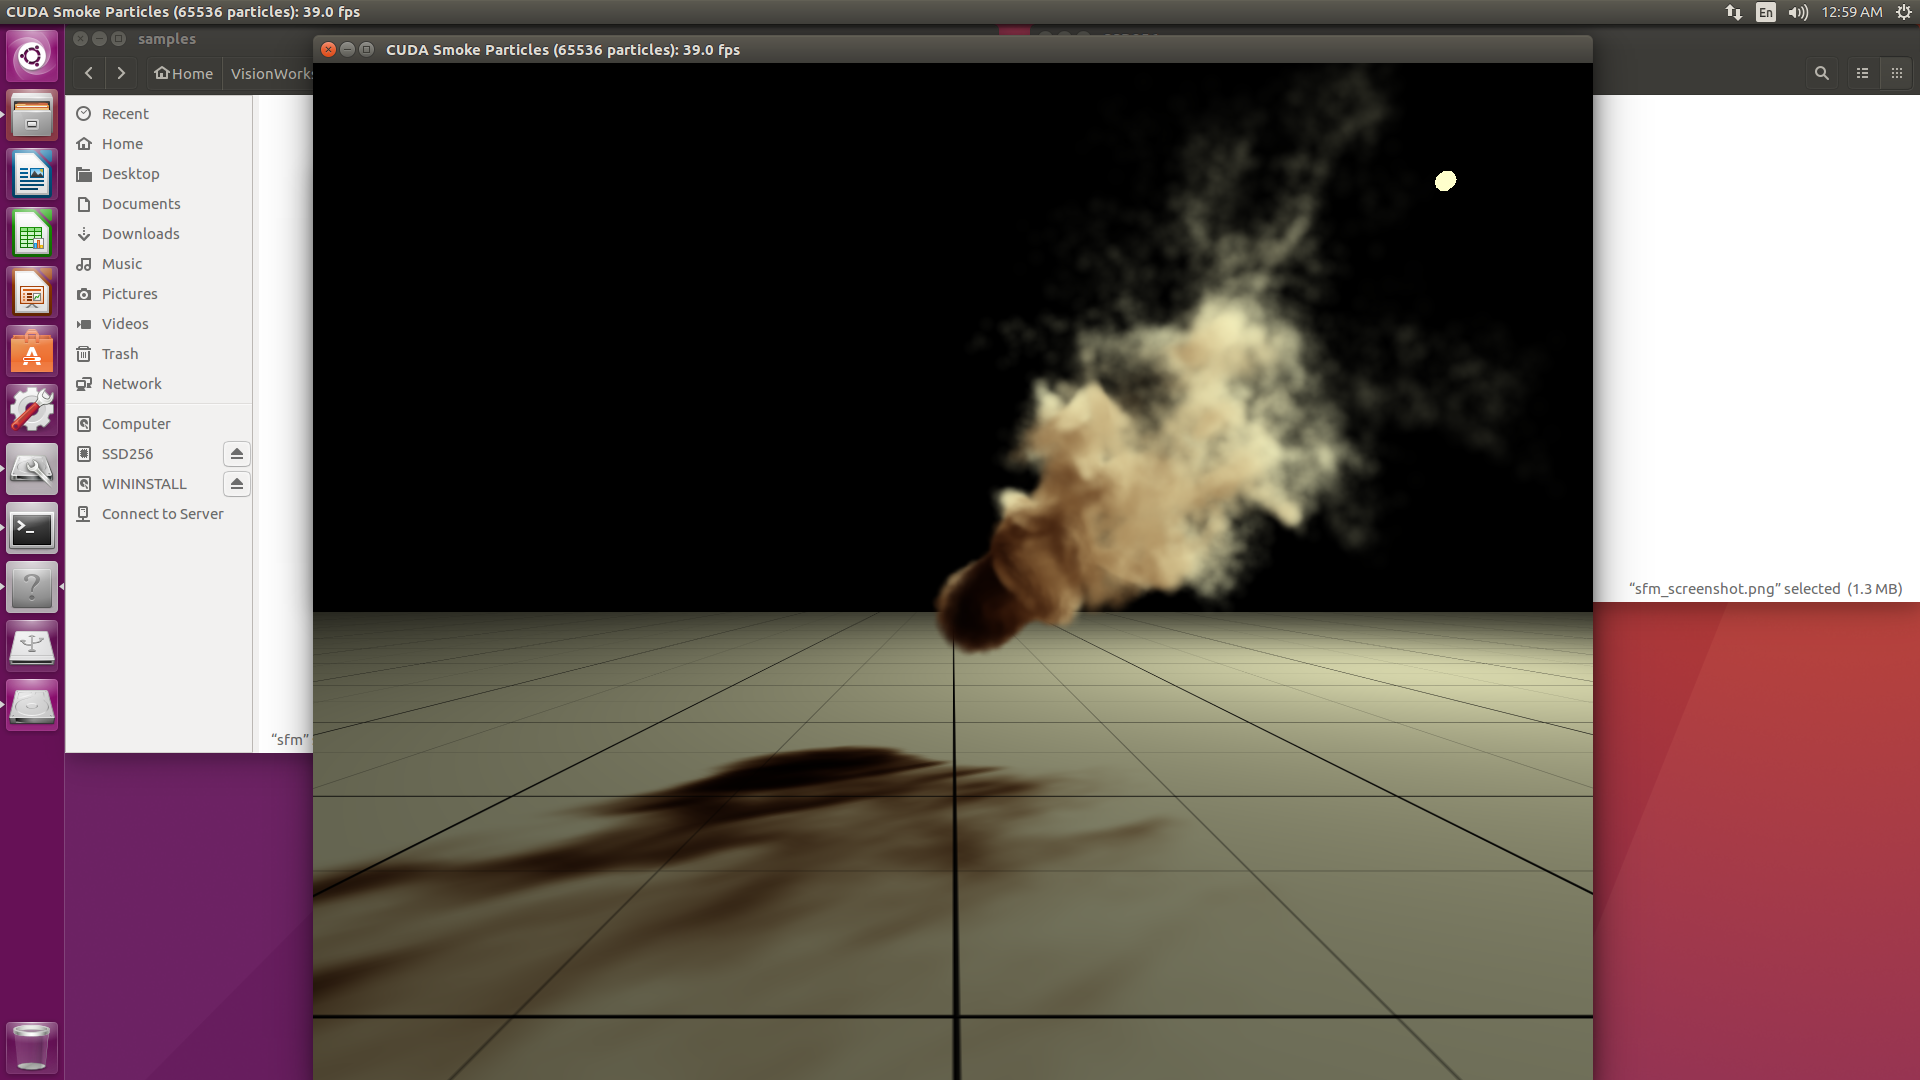 CUDA Smoke Particles (65536 particles): 39.0 fps
En
12:59 AM
samples
CUDA Smoke Particles (65536 particles): 39.0 fps
Home
VisionWorks
Recent
Home
Desktop
Documents
Downloads
Music
Pictures
Videos
Trash
Network
Computer
SSD256
WININSTALL
Connect to Server
“sfm_screenshot.png” selected (1.3 MB)
“sfm”